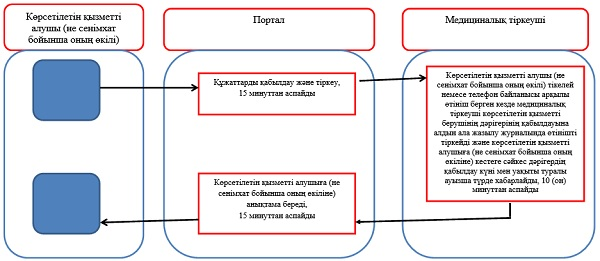 Көрсетілетін қызметті
алушы (не сенімхат
бойынша оның өкілі)
Портал
Медициналық тіркеуші
Құжаттарды қабылдау және тіркеу,
15 минуттан аспайды
Көрсетілетін қызметті алушы (не
сенімхат бойынша оның өкілі) тікелей
немесе телефон байланысы арқылы
өтініш берген кезде медициналық
тіркеуші көрсетілетін қызметті
берушінің дәрігерінің қабылдауына
алдын ала жазылу журналында өтінішті
тіркейді және көрсетілетін қызметті
алушыға (не сенімхат бойынша оның
өкіліне) кестеге сәйкес дәрігердің
қабылдау күні мен уақыты туралы
ауызша түрде хабарлайды, 10 (он)
минуттан аспайды
Көрсетілетін қызметті алушыға (не
сенімхат бойынша оның өкіліне)
анықтама береді,
15 минуттан аспайды